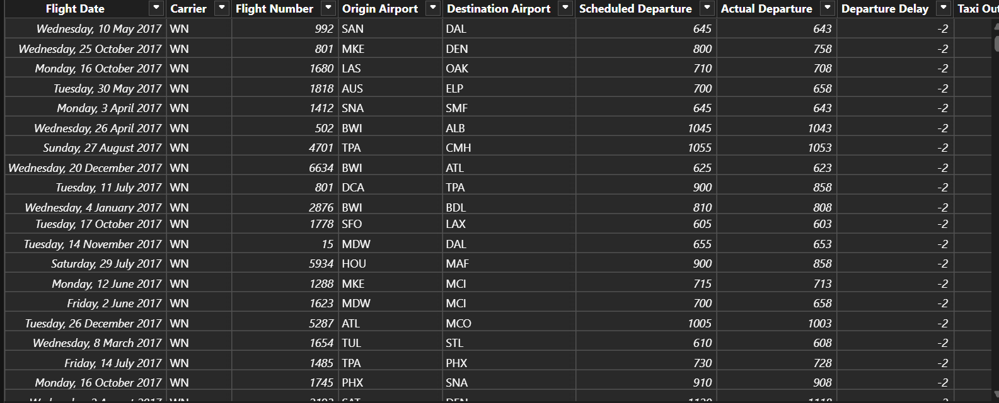 Flight Date Carrier Flight Number Origin Airport Destination Airport Scheduled Departure Actual Departure Departure Delay Taxi Out
Wednesday, 10 May 2017 WN 992 SAN DAL 645 643 -2
Wednesday, 25 October 2017 WN 801 MKE DEN 800 758 -2
Monday, 16 October 2017 WN 1680 LAS OAK 710 708 -2
Tuesday, 30 May 2017 WN 1818 AUS ELP 700 658 -2
Monday, 3 April 2017 WN 1412 SNA SMF 645 643 -2
Wednesday, 26 April 2017 WN 502 BWI ALB 1045 1043 -2
Sunday, 27 August 2017 WN 4701 TPA CMH 1055 1053 -2
Wednesday, 20 December 2017 WN 6634 BWI ATL 625 623 -2
Tuesday, 11 July 2017 WN 801 DCA TPA 900 858 -2
Wednesday, 4 January 2017 WN 2876 BWI BDL 810 808 -2
Tuesday, 17 October 2017 WN 1778 SFO LAX 605 603 -2
Tuesday, 14 November 2017 WN 15 MDW DAL 655 653 -2
Saturday, 29 July 2017 WN 5934 HOU MAF 900 858 -2
Monday, 12 June 2017 WN 1288 MKE MCI 715 713 -2
Friday, 2 June 2017 WN 1623 MDW MCI 700 658 -2
Tuesday, 26 December 2017 WN 5287 ATL MCO 1005 1003 -2
Wednesday, 8 March 2017 WN 1654 TUL STL 610 608 -2
Friday, 14 July 2017 WN 1485 TPA PHX 730 728 -2
Monday, 16 October 2017 WN 1745 PHX SNA 910 908 -2